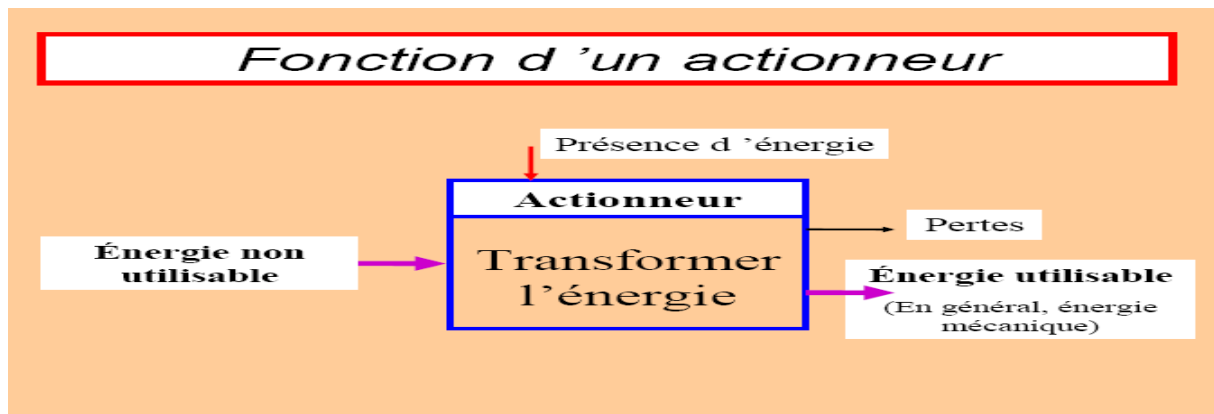 Fonction d ’un actionneur
Présence d ’énergie
Actionneur
Pertes
Énergie non
utilisable
Transformer
l’énergie
Énergie utilisable
(En général, énergie
mécanique)